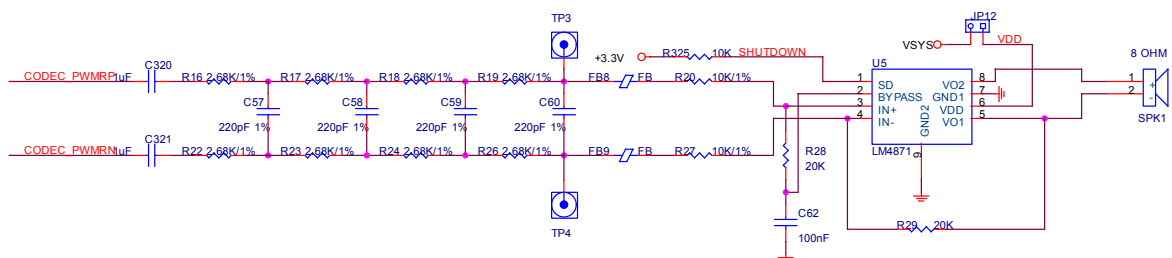 TP3
JP12
C320
+3.3V
R325 10K SHUTDOWN
VSYS
VDD
8 OHM
U5
CODEC_PWMRP 1uF R16 2.68K/1% R17 2.68K/1% R18 2.68K/1% R19 2.68K/1% FB8 FB R20 10K/1%
1 SD VO2 8
2 BYPASS GND1 7
3 IN+ VDD 6
4 IN- VO1 5
GND2
9
LM4871
1 +
2 -
SPK1
C57 C58 C59 C60
220pF 1% 220pF 1% 220pF 1% 220pF 1%
C321
CODEC_PWMRN 1uF R22 2.68K/1% R23 2.68K/1% R24 2.68K/1% R26 2.68K/1% FB9 FB R27 10K/1%
R28
20K
C62
100nF
R29 20K
TP4